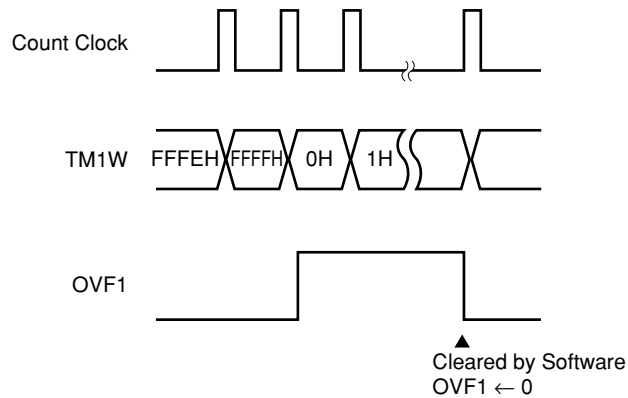 Count Clock
TM1W FFFEH FFFFH 0H 1H
OVF1
Cleared by Software
OVF1 ← 0